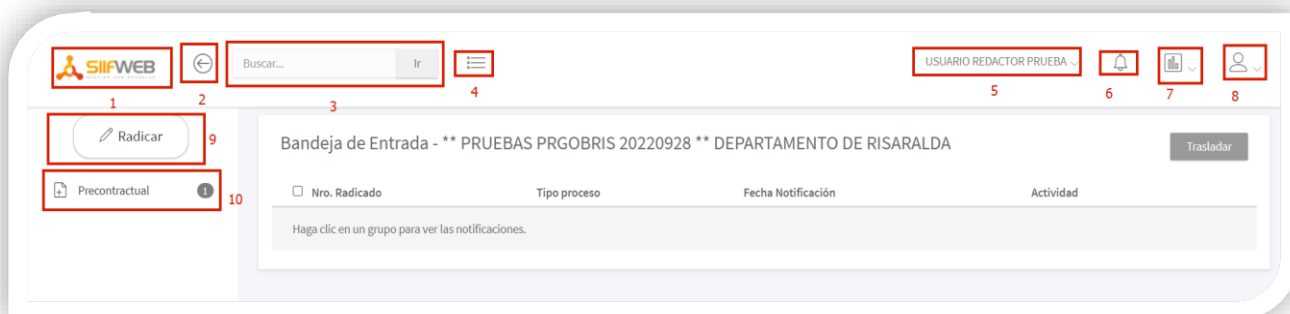 SIIFWEB
Buscar... Ir
USUARIO REDACTOR PRUEBA
1
2
3
4
5
6
7
8
Radicar
9
Bandeja de Entrada - ** PRUEBAS PRGOBRIS 20220928 ** DEPARTAMENTO DE RISARALDA
Trasladar
Precontractual 1
10
Nro. Radicado Tipo proceso Fecha Notificación Actividad
Haga clic en un grupo para ver las notificaciones.